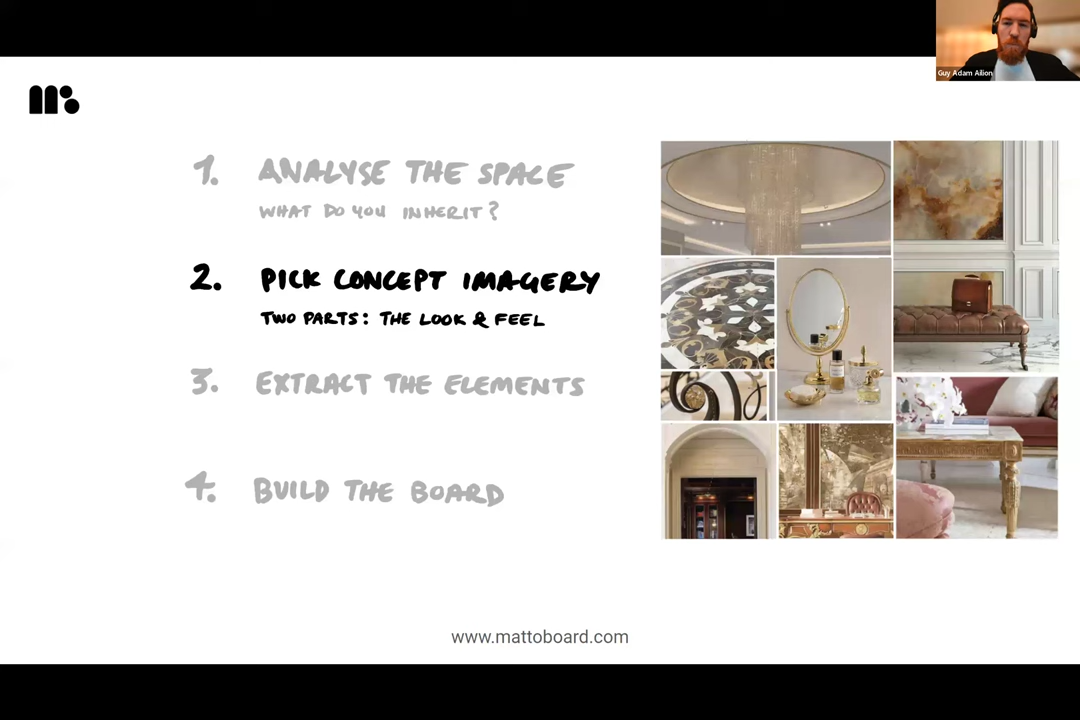 Guy Adam Ailion
1. ANALYSE THE SPACE
WHAT DO YOU INHERIT?
2. PICK CONCEPT IMAGERY
TWO PARTS: THE LOOK & FEEL
3. EXTRACT THE ELEMENTS
4. BUILD THE BOARD
www.mattoboard.com